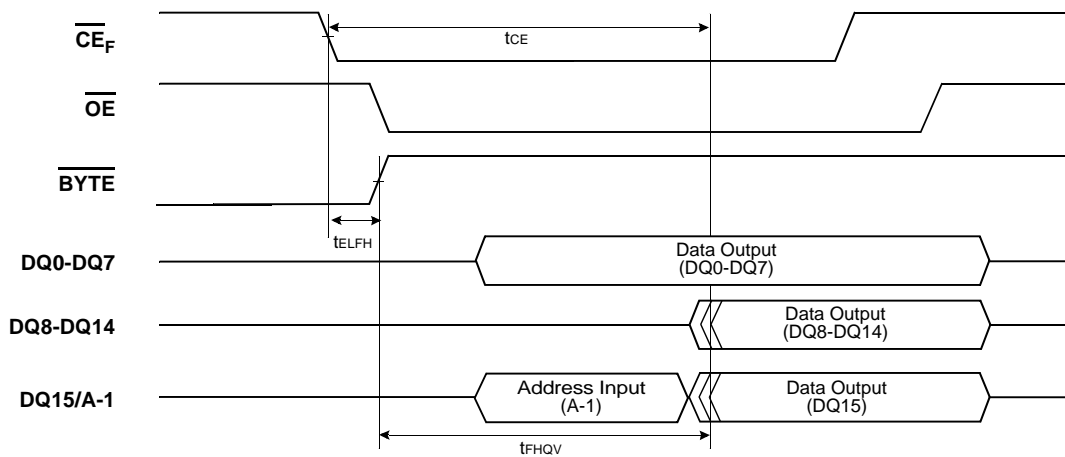 CE̅F
tCE
OE̅
BYTE̅
tELFH
DQ0-DQ7
Data Output
(DQ0-DQ7)
DQ8-DQ14
Data Output
(DQ8-DQ14)
DQ15/A-1
Address Input
(A-1)
Data Output
(DQ15)
tFHQV